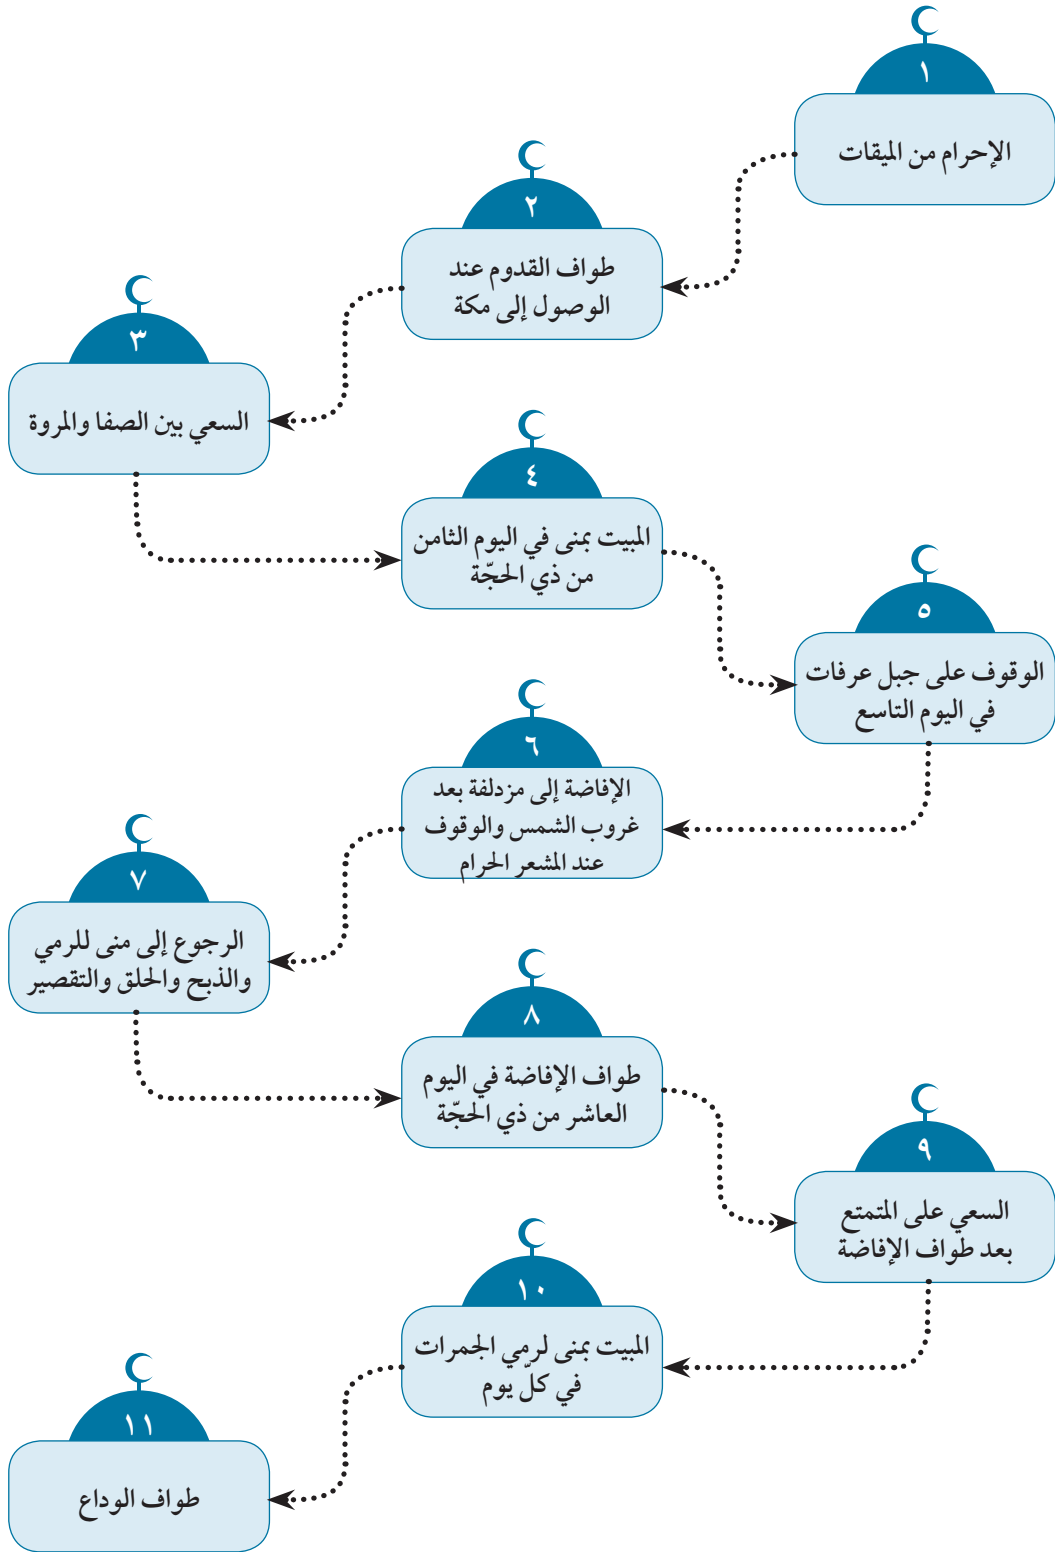 ١
الإحرام من الميقات
٢
طواف القدوم عند
الوصول إلى مكة
٣
السعي بين الصفا والمروة
٤
المبيت بمنى في اليوم الثامن
من ذي الحجّة
٥
الوقوف على جبل عرفات
في اليوم التاسع
٦
الإفاضة إلى مزدلفة بعد
غروب الشمس والوقوف
عند المشعر الحرام
٧
الرجوع إلى منى للرمي
والذبح والحلق والتقصير
٨
طواف الإفاضة في اليوم
العاشر من ذي الحجّة
٩
السعي على المتمتع
بعد طواف الإفاضة
١٠
المبيت بمنى لرمي الجمرات
في كلّ يوم
١١
طواف الوداع